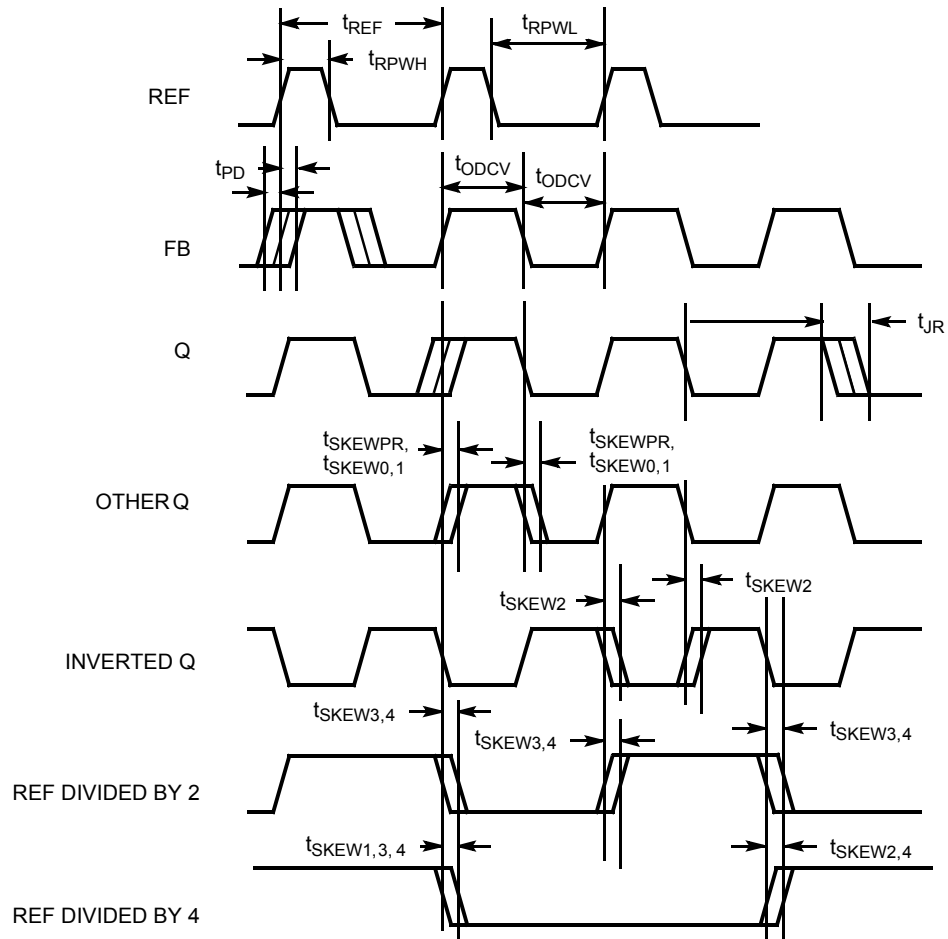 tREF
tRPWL
tRPWH
REF
tPD
tODCV
tODCV
FB
tJR
Q
tSKEWPR,
tSKEW0, 1
tSKEWPR,
tSKEW0, 1
OTHER Q
tSKEW2
tSKEW2
INVERTED Q
tSKEW3,4
tSKEW3,4
tSKEW3,4
REF DIVIDED BY 2
tSKEW1,3, 4
tSKEW2,4
REF DIVIDED BY 4